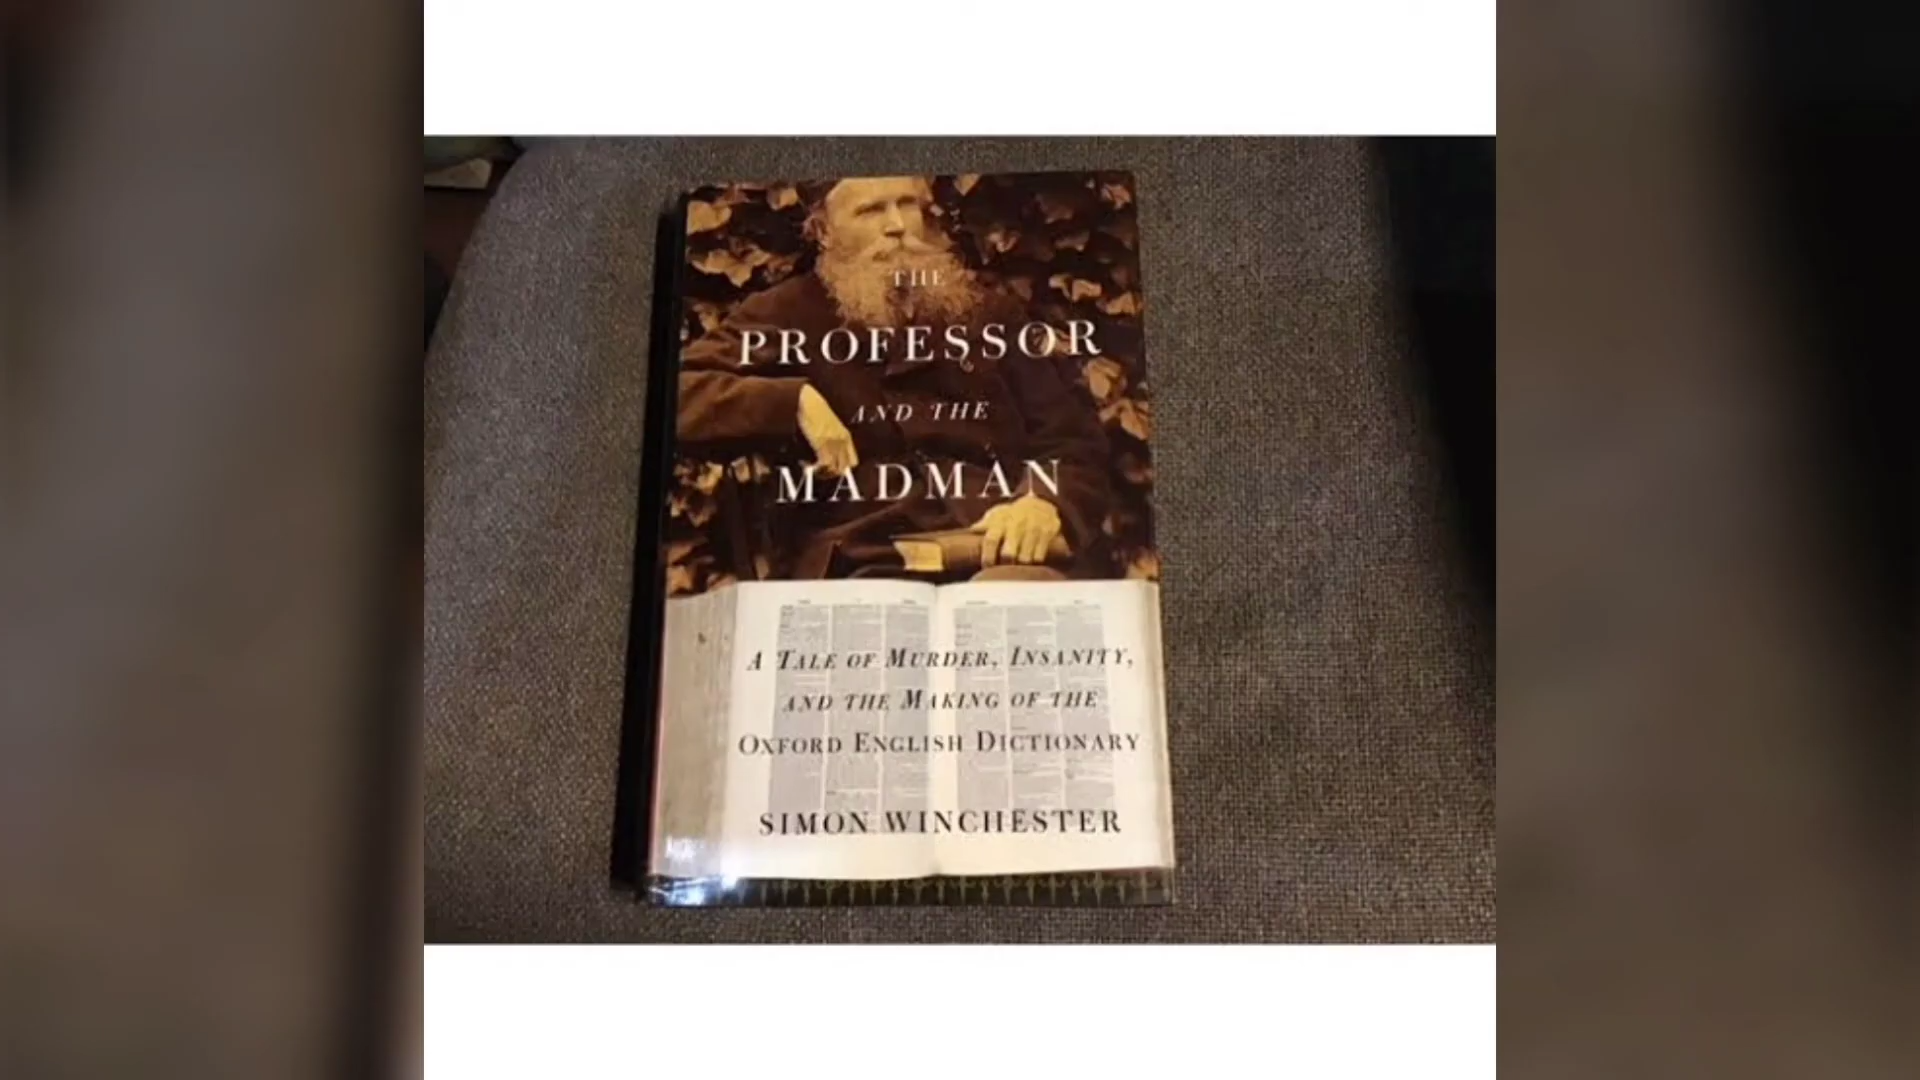 THE
PROFESSOR
AND THE
MADMAN
A TALE OF MURDER, INSANITY,
AND THE MAKING OF THE
OXFORD ENGLISH DICTIONARY
SIMON WINCHESTER